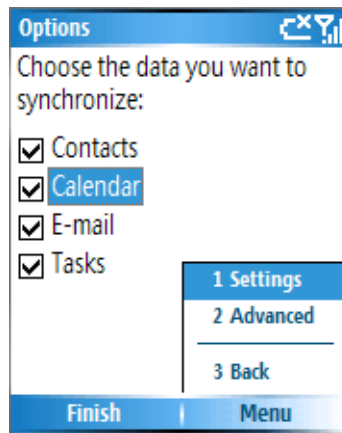 Options
Choose the data you want to
synchronize:
Contacts
Calendar
E-mail
Tasks
1 Settings
2 Advanced
3 Back
Finish
Menu